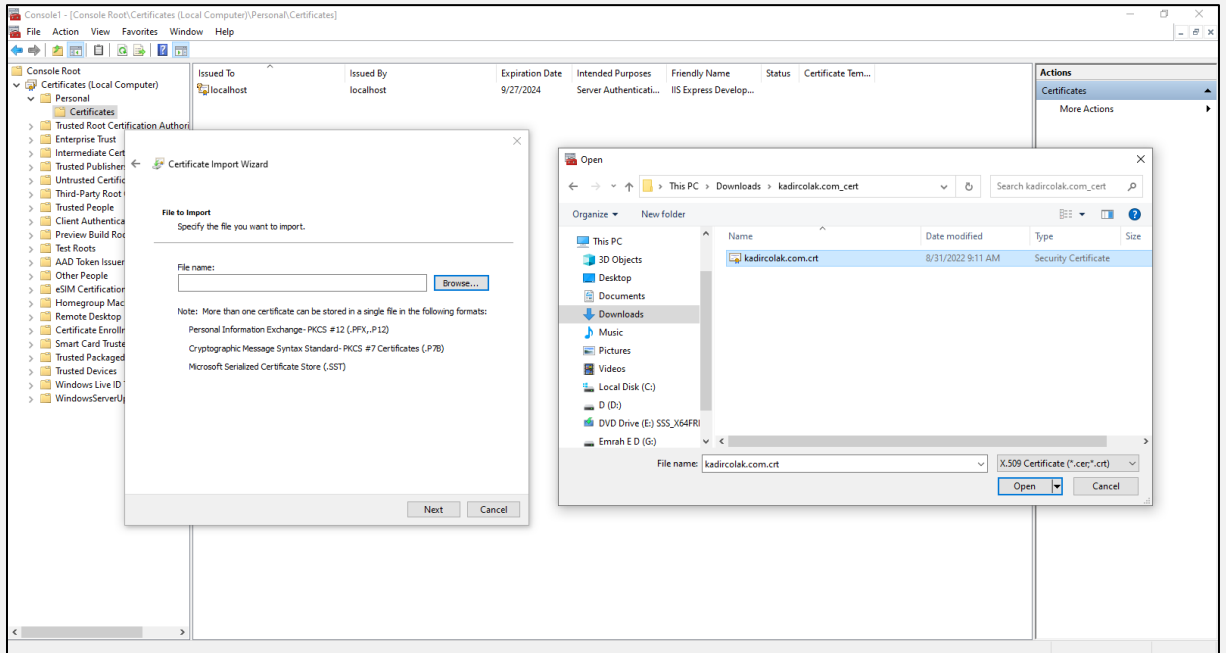 Console1 - [Console Root\Certificates (Local Computer)\Personal\Certificates]
File Action View Favorites Window Help
Console Root
Certificates (Local Computer)
Personal
Certificates
Trusted Root Certification Authori
Enterprise Trust
Intermediate Cert
Trusted Publisher
Untrusted Certific
Third-Party Root
Trusted People
Client Authentica
Preview Build Roo
Test Roots
AAD Token Issuer
Other People
eSIM Certification
Homegroup Mac
Remote Desktop
Certificate Enrollr
Smart Card Truste
Trusted Packaged
Trusted Devices
Windows Live ID
WindowsServerUp
Issued To Issued By Expiration Date Intended Purposes Friendly Name Status Certificate Tem...
localhost localhost 9/27/2024 Server Authenticati... IIS Express Develop...
Actions
Certificates
More Actions
Certificate Import Wizard
File to Import
Specify the file you want to import.
File name:
Browse...
Note: More than one certificate can be stored in a single file in the following formats:
Personal Information Exchange- PKCS #12 (.PFX,.P12)
Cryptographic Message Syntax Standard- PKCS #7 Certificates (.P7B)
Microsoft Serialized Certificate Store (.SST)
Next Cancel
Open
This PC > Downloads > kadircolak.com_cert
Search kadircolak.com_cert
Organize New folder
This PC
3D Objects
Desktop
Documents
Downloads
Music
Pictures
Videos
Local Disk (C:)
D (D:)
DVD Drive (E:) SSS_X64FRE
Emrah E D (G:)
Name Date modified Type Size
kadircolak.com.crt 8/31/2022 9:11 AM Security Certificate
File name: kadircolak.com.crt X.509 Certificate (*.cer;*.crt)
Open Cancel